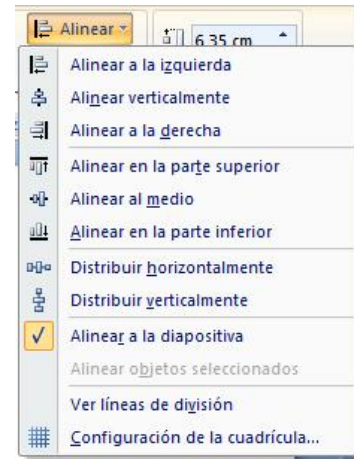 Alinear
6,35 cm
Alinear a la izquierda
Alinear verticalmente
Alinear a la derecha
Alinear en la parte superior
Alinear al medio
Alinear en la parte inferior
Distribuir horizontalmente
Distribuir verticalmente
Alinear a la diapositiva
Alinear objetos seleccionados
Ver líneas de división
Configuración de la cuadrícula...